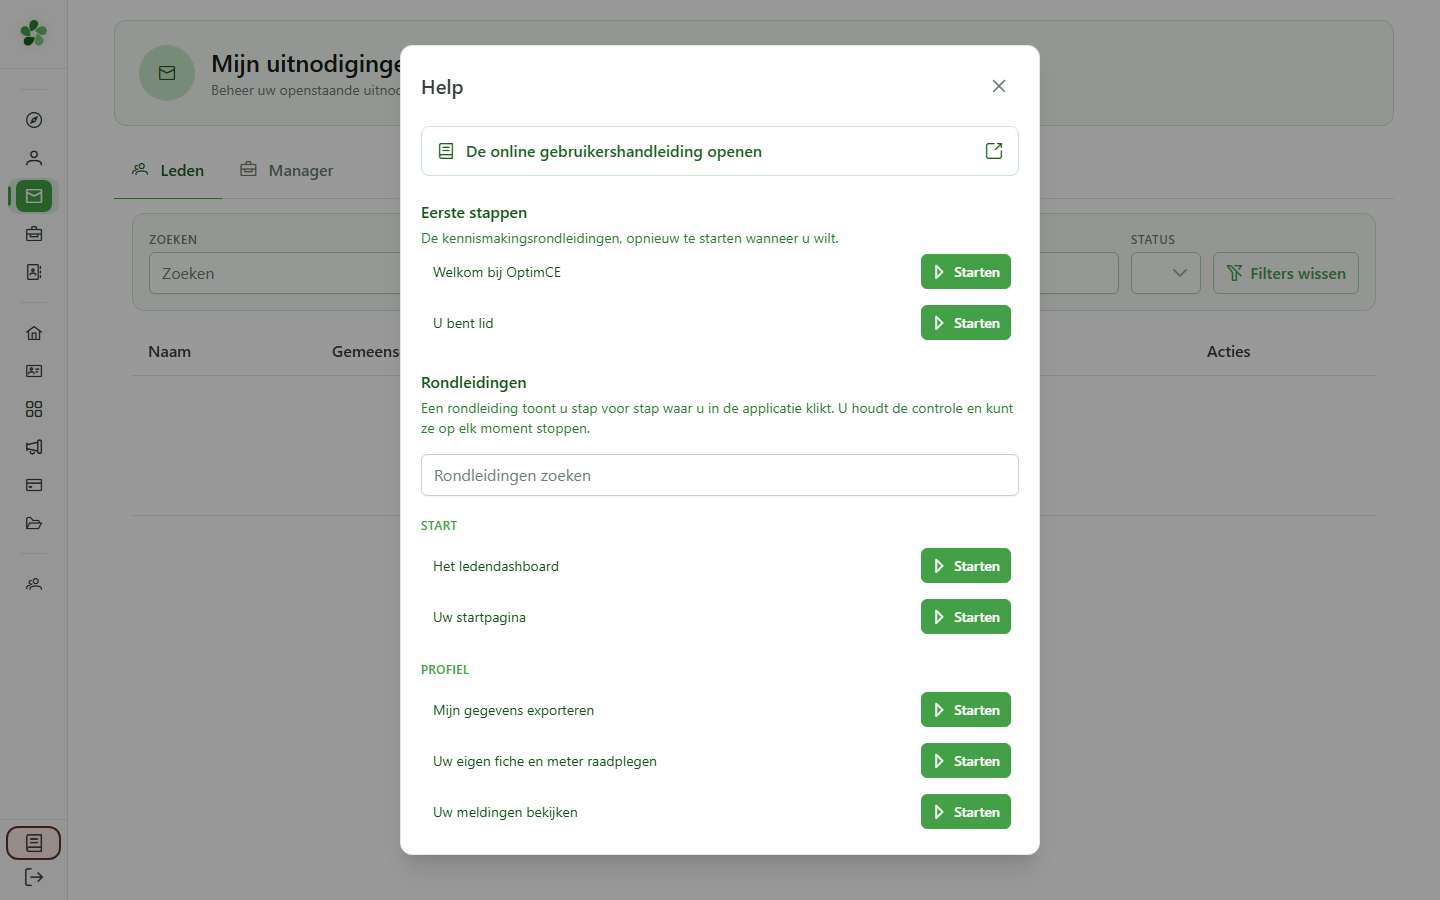 Mijn uitnodiginge
Beheer uw openstaande uitnod
Leden
Manager
ZOEKEN
Zoeken
STATUS
Filters wissen
Naam
Gemeens
Acties
Help
De online gebruikershandleiding openen
Eerste stappen
De kennismakingsrondleidingen, opnieuw te starten wanneer u wilt.
Welkom bij OptimCE
Starten
U bent lid
Starten
Rondleidingen
Een rondleiding toont u stap voor stap waar u in de applicatie klikt. U houdt de controle en kunt
ze op elk moment stoppen.
Rondleidingen zoeken
START
Het ledendashboard
Starten
Uw startpagina
Starten
PROFIEL
Mijn gegevens exporteren
Starten
Uw eigen fiche en meter raadplegen
Starten
Uw meldingen bekijken
Starten